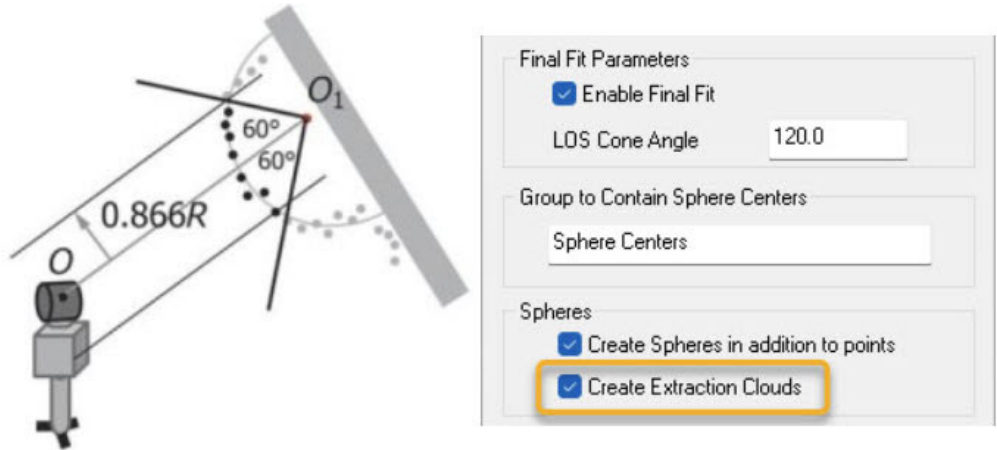 O₁
60°
60°
0.866R
O
Final Fit Parameters
Enable Final Fit
LOS Cone Angle 120.0
Group to Contain Sphere Centers
Sphere Centers
Spheres
Create Spheres in addition to points
Create Extraction Clouds